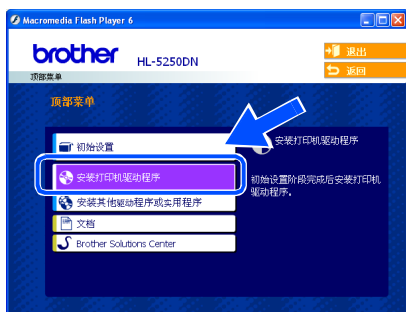 Macromedia Flash Player 6
brother
HL-5250DN
退出
返回
顶部菜单
顶部菜单
初始设置
安装打印机驱动程序
安装其他驱动程序或实用程序
文档
Brother Solutions Center
安装打印机驱动程序
初始设置阶段完成后安装打印机
驱动程序。